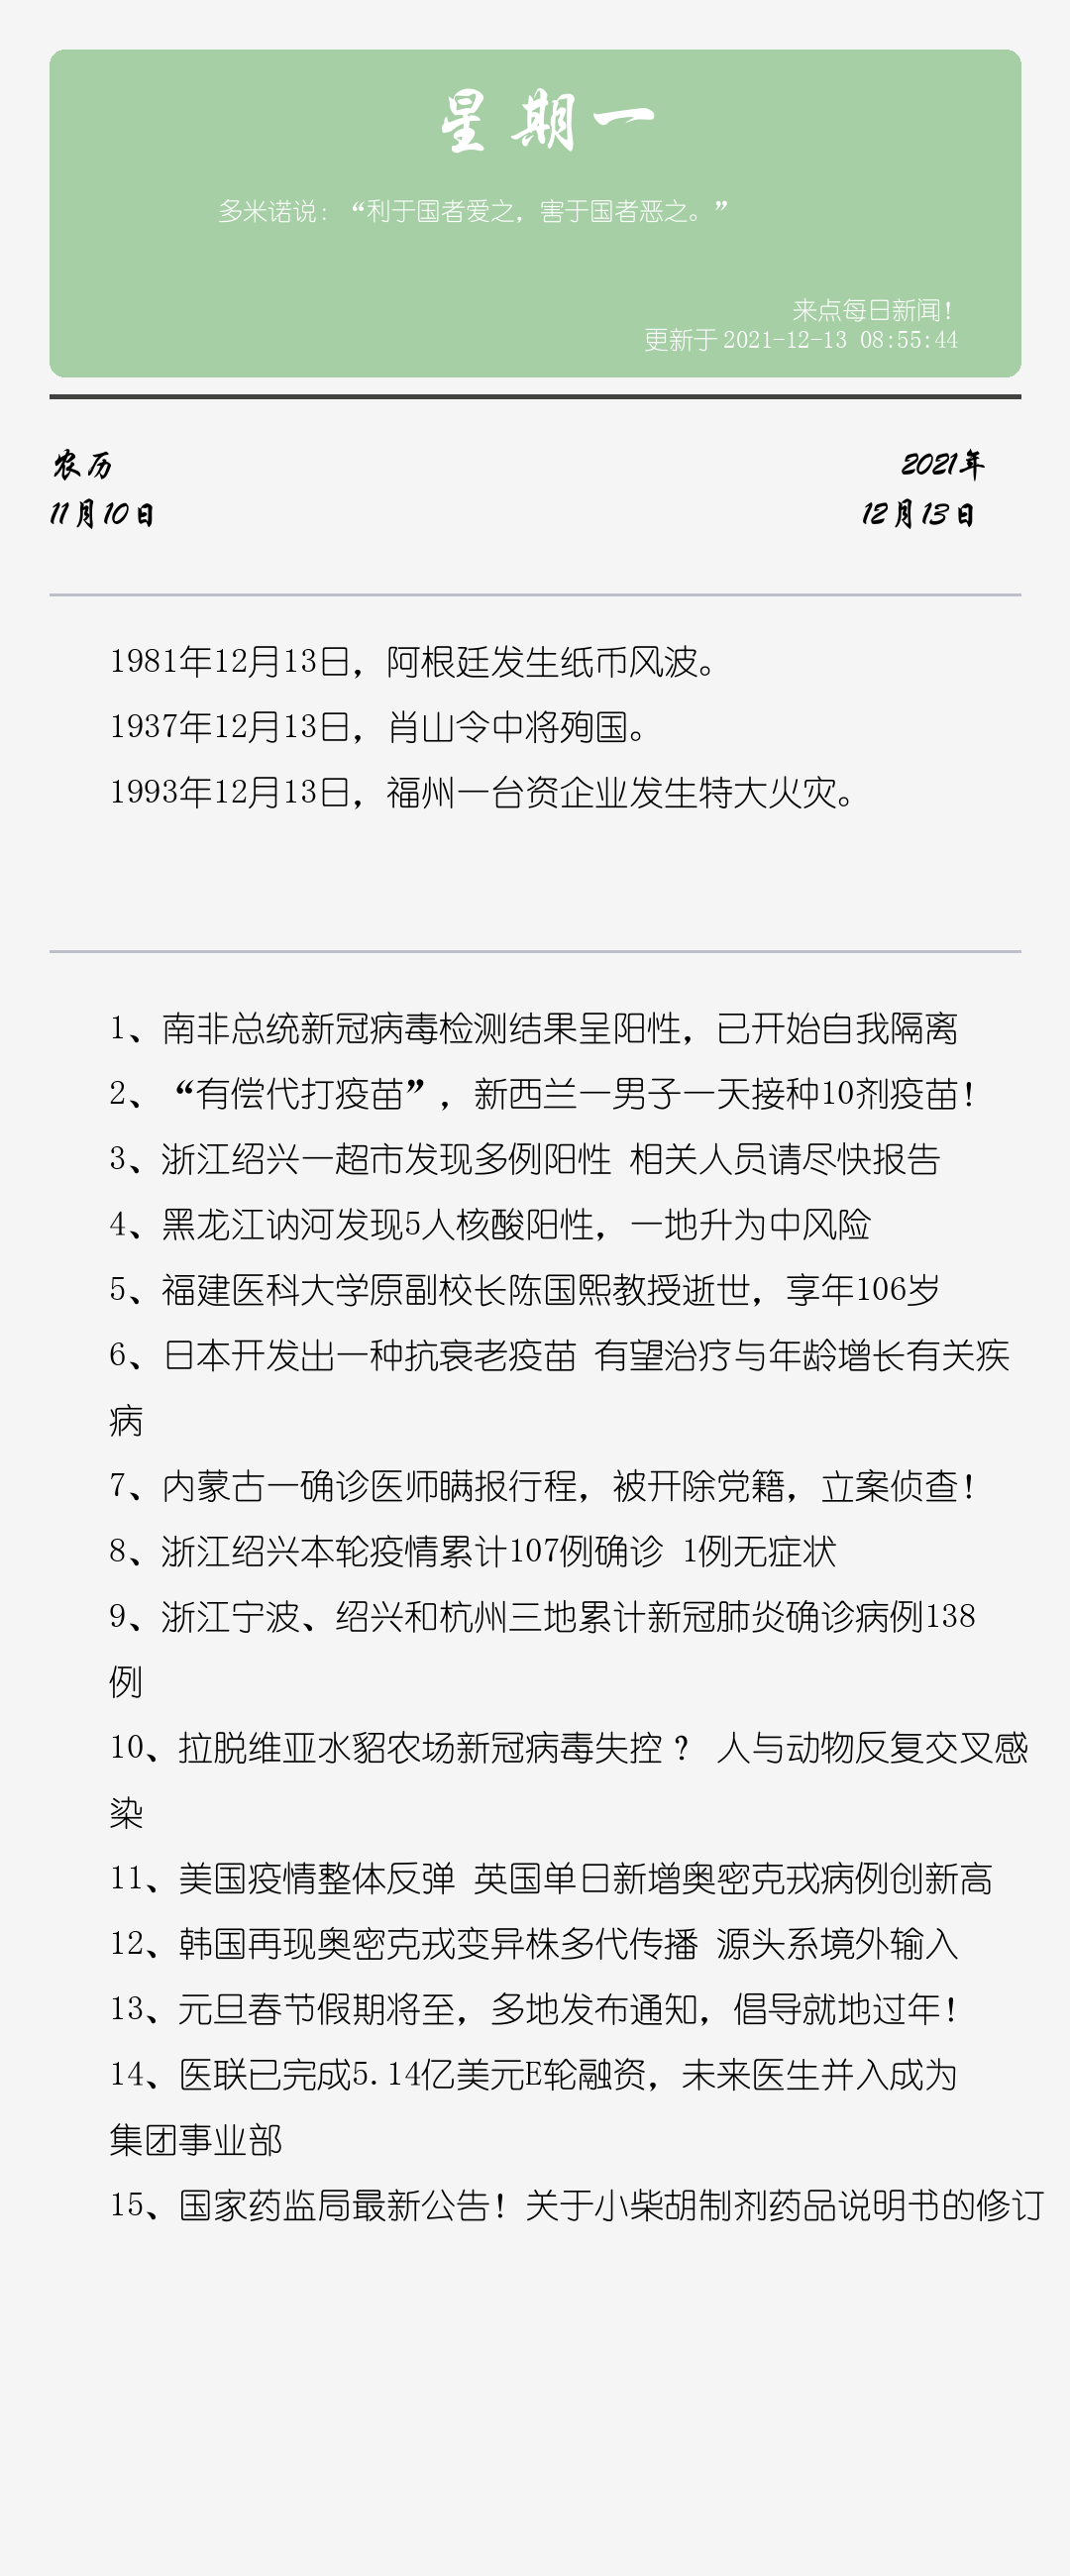 星期一
多米诺说：“利于国者爱之，害于国者恶之。”
来点每日新闻！
更新于 2021-12-13 08:55:44
农历
2021年
11月10日
12月13日
1981年12月13日，阿根廷发生纸币风波。
1937年12月13日，肖山令中将殉国。
1993年12月13日，福州一台资企业发生特大火灾。
1、南非总统新冠病毒检测结果呈阳性，已开始自我隔离
2、“有偿代打疫苗”，新西兰一男子一天接种10剂疫苗！
3、浙江绍兴一超市发现多例阳性 相关人员请尽快报告
4、黑龙江讷河发现5人核酸阳性，一地升为中风险
5、福建医科大学原副校长陈国熙教授逝世，享年106岁
6、日本开发出一种抗衰老疫苗 有望治疗与年龄增长有关疾
病
7、内蒙古一确诊医师瞒报行程，被开除党籍，立案侦查！
8、浙江绍兴本轮疫情累计107例确诊 1例无症状
9、浙江宁波、绍兴和杭州三地累计新冠肺炎确诊病例138
例
10、拉脱维亚水貂农场新冠病毒失控？ 人与动物反复交叉感
染
11、美国疫情整体反弹 英国单日新增奥密克戎病例创新高
12、韩国再现奥密克戎变异株多代传播 源头系境外输入
13、元旦春节假期将至，多地发布通知，倡导就地过年！
14、医联已完成5.14亿美元E轮融资，未来医生并入成为
集团事业部
15、国家药监局最新公告！关于小柴胡制剂药品说明书的修订